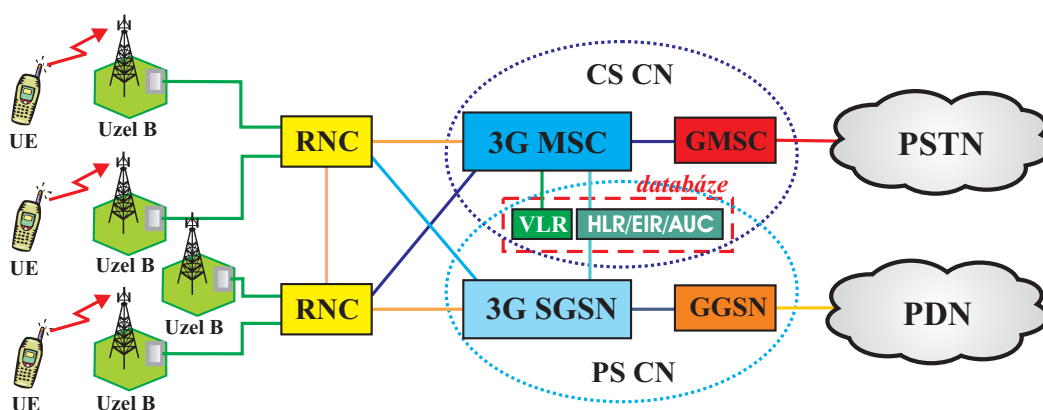 UE
Uzel B
UE
Uzel B
Uzel B
UE
Uzel B
RNC
RNC
CS CN
3G MSC
GMSC
databáze
VLR
HLR/EIR/AUC
3G SGSN
GGSN
PS CN
PSTN
PDN